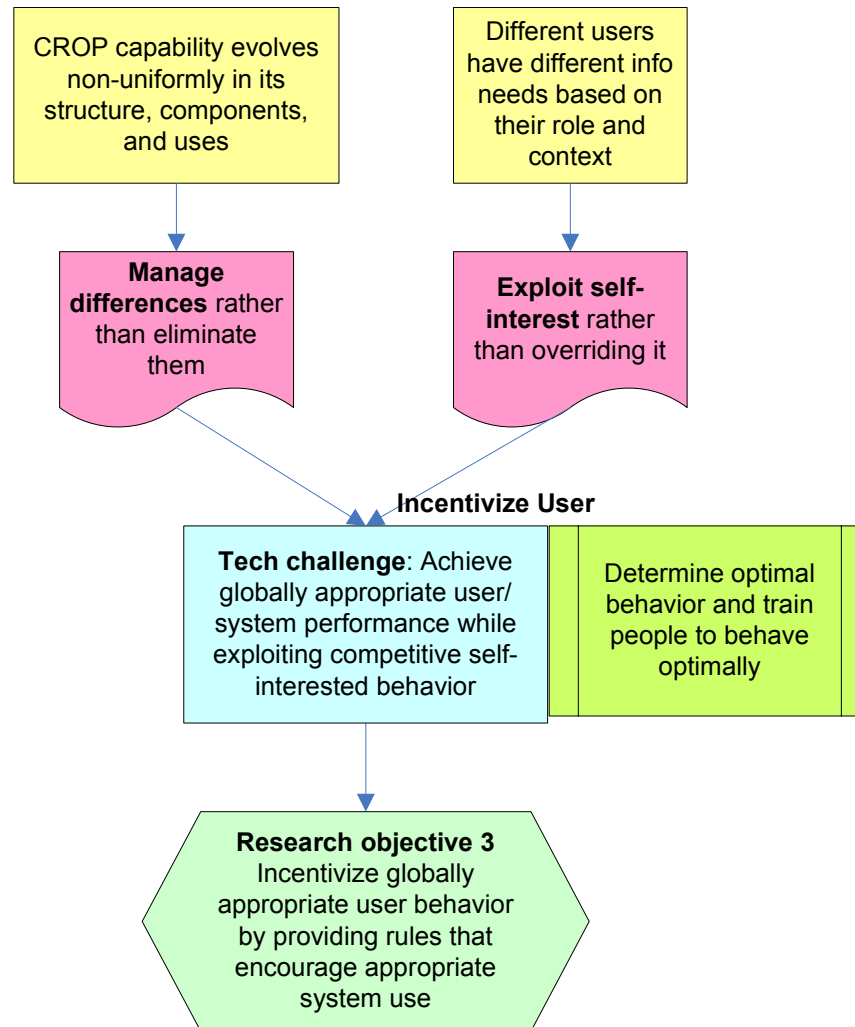 CROP capability evolves
non-uniformly in its
structure, components,
and uses
Different users
have different info
needs based on
their role and
context
Manage
differences rather
than eliminate
them
Exploit self-
interest rather
than overriding it
Incentivize User
Tech challenge: Achieve
globally appropriate user/
system performance while
exploiting competitive self-
interested behavior
Determine optimal
behavior and train
people to behave
optimally
Research objective 3
Incentivize globally
appropriate user behavior
by providing rules that
encourage appropriate
system use